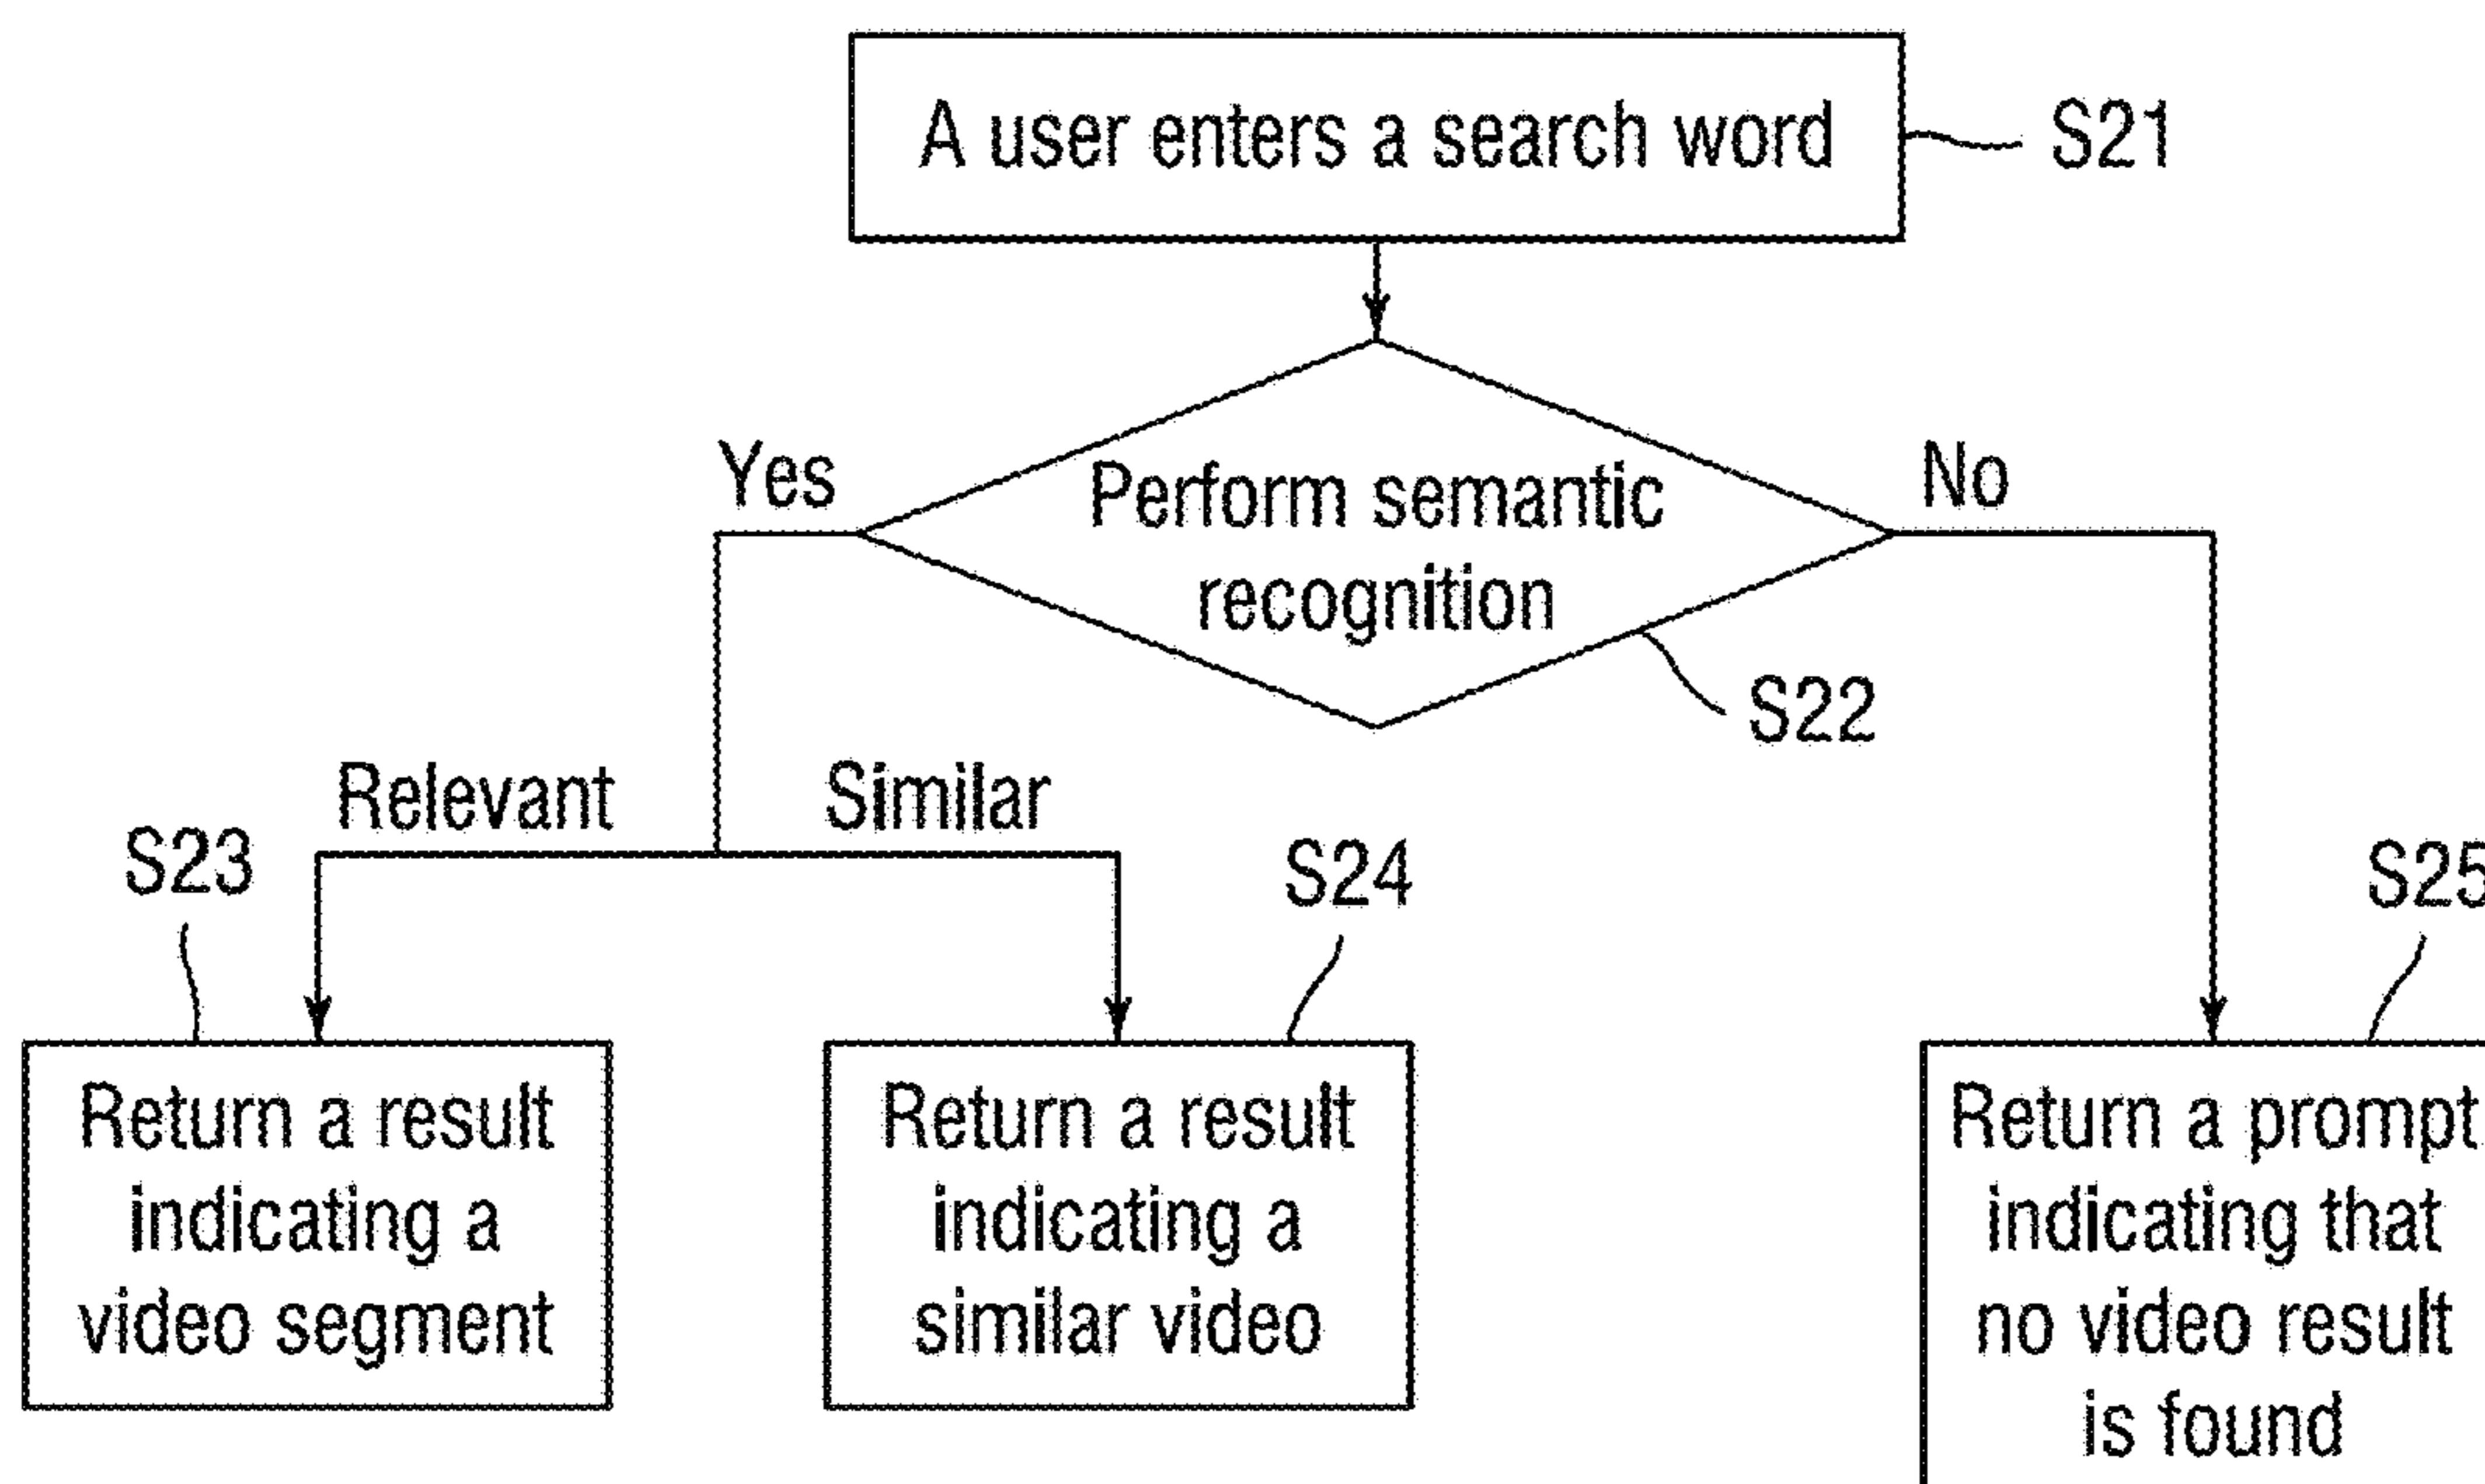 A user enters a search word
S21
Yes
Perform semantic
recognition
No
S22
Relevant
Similar
S23
S24
S25
Return a result
indicating a
video segment
Return a result
indicating a
similar video
Return a prompt
indicating that
no video result
is found